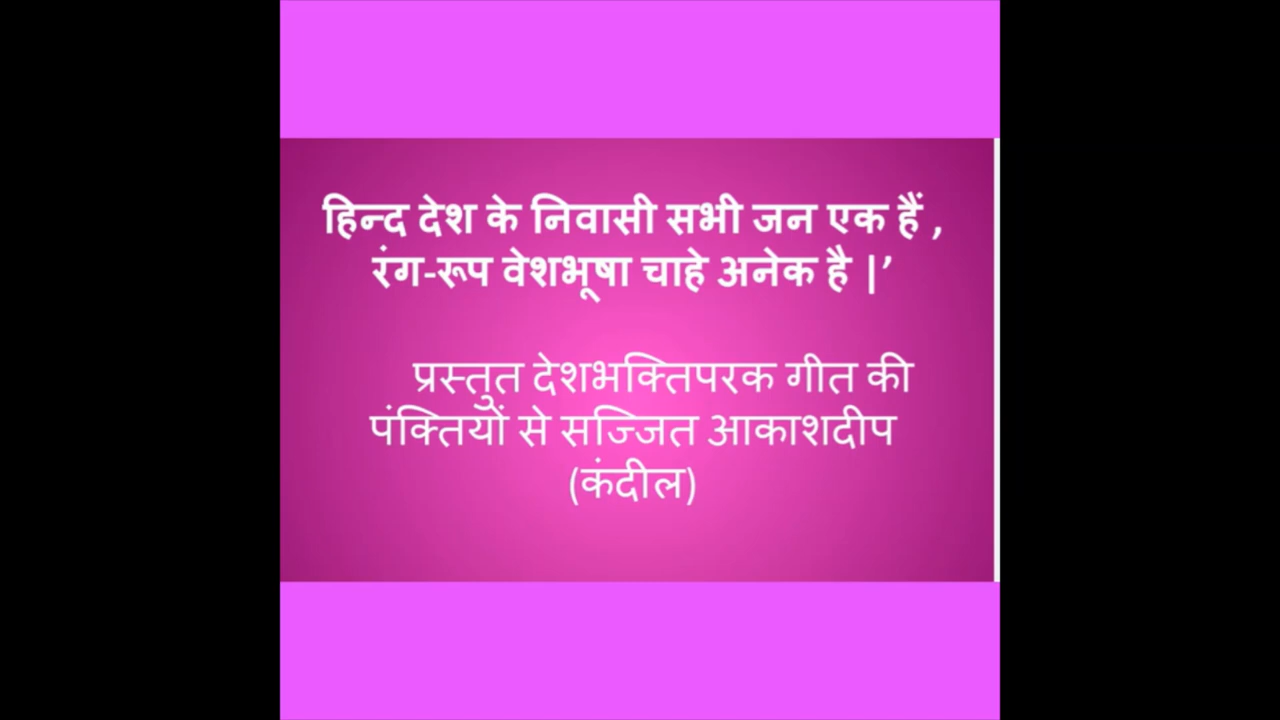 हिन्द देश के निवासी सभी जन एक हैं ,
रंग-रूप वेशभूषा चाहे अनेक है |’
प्रस्तुत देशभक्तिपरक गीत की
पंक्तियों से सज्जित आकाशदीप
(कंदील)